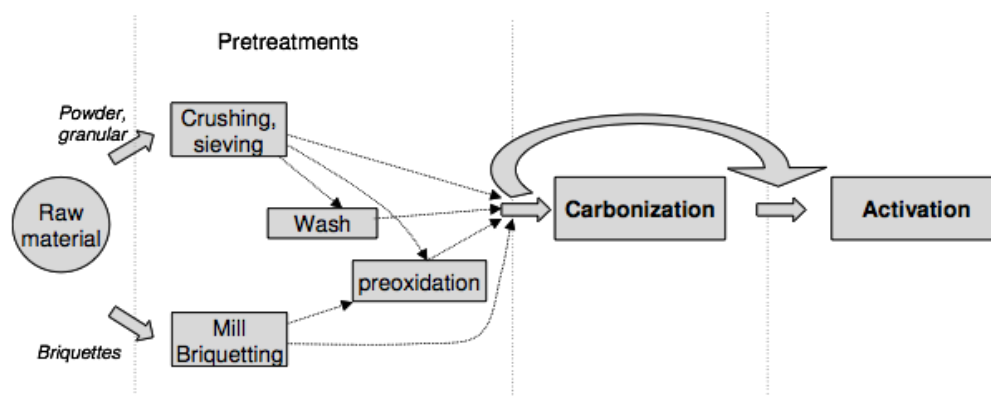 Pretreatments
Powder,
granular
Crushing,
sieving
Raw
material
Wash
preoxidation
Mill
Briquetting
Briquettes
Carbonization
Activation